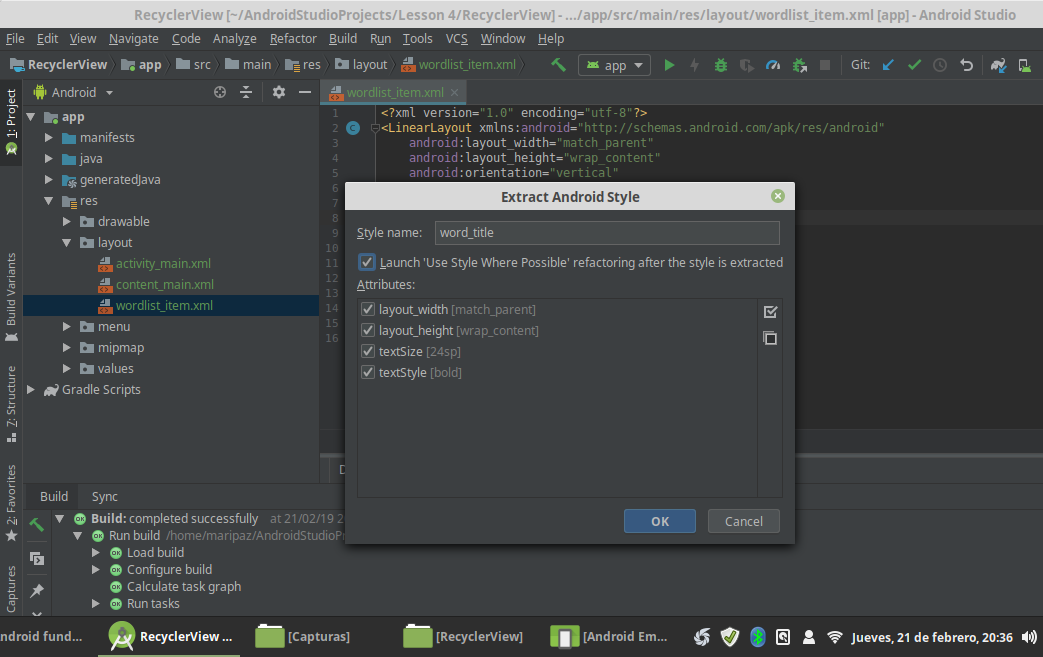 RecyclerView [~/AndroidStudioProjects/Lesson 4/RecyclerView] - .../app/src/main/res/layout/wordlist_item.xml [app] - Android Studio
File Edit View Navigate Code Analyze Refactor Build Run Tools VCS Window Help
RecyclerView app src main res layout wordlist_item.xml app Git:
1: Project
Build Variants
7: Structure
2: Favorites
Captures
Android
app
manifests
java
generatedJava
res
drawable
layout
activity_main.xml
content_main.xml
wordlist_item.xml
menu
mipmap
values
Gradle Scripts
wordlist_item.xml
1 <?xml version="1.0" encoding="utf-8"?>
2 <LinearLayout xmlns:android="http://schemas.android.com/apk/res/android"
3 android:layout_width="match_parent"
4 android:layout_height="wrap_content"
5 android:orientation="vertical"
6
7
8
9
10
11
12
13
14
15
16
D
Extract Android Style
Style name: word_title
Launch 'Use Style Where Possible' refactoring after the style is extracted
Attributes:
layout_width [match_parent]
layout_height [wrap_content]
textSize [24sp]
textStyle [bold]
OK Cancel
Build Sync
Build: completed successfully at 21/02/19 2
Run build /home/maripaz/AndroidStudioPr
Load build
Configure build
Calculate task graph
Run tasks
ndroid fund... RecyclerView ... [Capturas] [RecyclerView] [Android Em... Jueves, 21 de febrero, 20:36